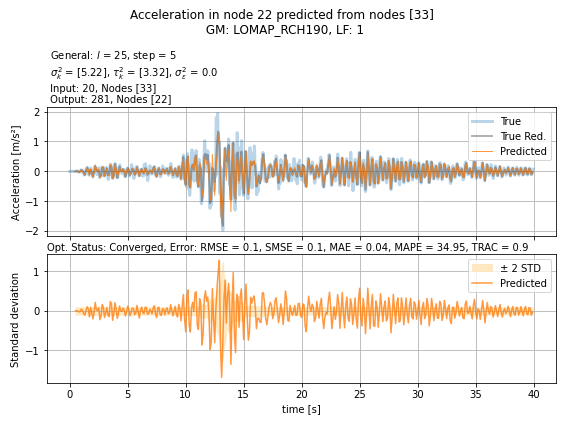 Acceleration in node 22 predicted from nodes [33]
GM: LOMAP_RCH190, LF: 1
General: l = 25, step = 5
σ²ₖ = [5.22], τ²ₖ = [3.32], σ²ε = 0.0
Input: 20, Nodes [33]
Output: 281, Nodes [22]
Acceleration [m/s²]
2
1
0
−1
−2
True
True Red.
Predicted
Opt. Status: Converged, Error: RMSE = 0.1, SMSE = 0.1, MAE = 0.04, MAPE = 34.95, TRAC = 0.9
Standard deviation
1
0
−1
± 2 STD
Predicted
0 5 10 15 20 25 30 35 40
time [s]